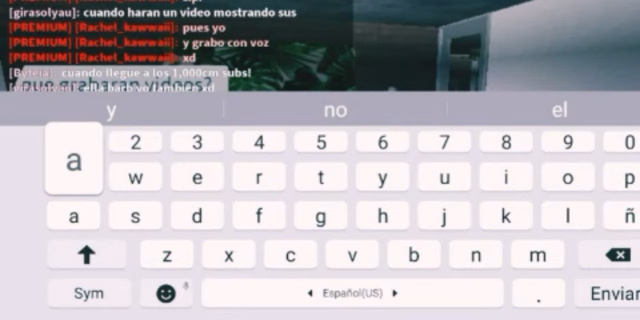 [girasolyau]: cuando haran un video mostrando sus
[PREMIUM] [Rachel_kawwaii]: pues yo
[PREMIUM] [Rachel_kawwaii]: y grabo con voz
[PREMIUM] [Rachel_kawwaii]: xd
cuando llegue a los 1,000cm subs!
grabaran videos?
y no el
a 2 3 4 5 6 7 8 9 0
w e r t y u i o p
a s d f g h j k l ñ
z x c v b n m
Sym Español(US) . Enviar